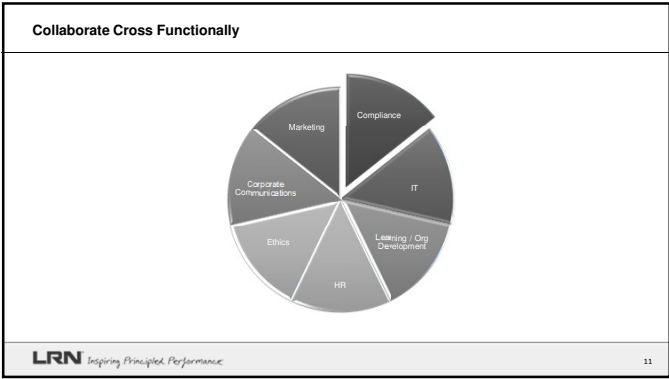 Collaborate Cross Functionally
Compliance
Marketing
IT
Corporate
Communications
Learning / Org
Development
Ethics
HR
LRN Inspiring Principled Performance
11